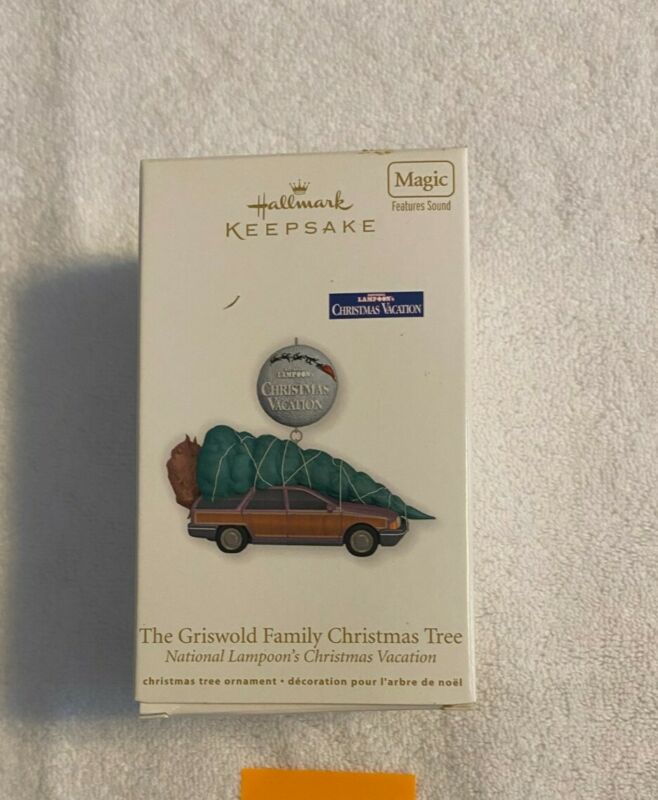 Hallmark
KEEPSAKE
Magic
Features Sound
NATIONAL
LAMPOON's
CHRISTMAS VACATION
LAMPOON's
CHRISTMAS
VACATION
The Griswold Family Christmas Tree
National Lampoon's Christmas Vacation
christmas tree ornament • décoration pour l'arbre de noël